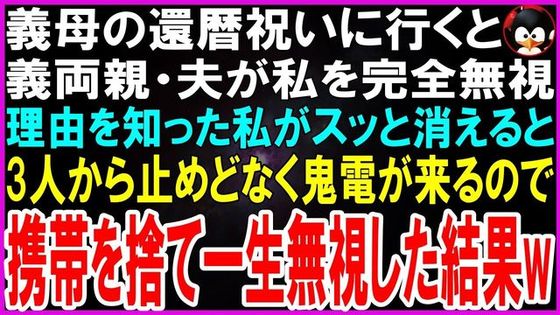 義母の還暦祝いに行くと
義両親・夫が私を完全無視
理由を知った私がスッと消えると
３人から止めどなく鬼電が来るので
携帯を捨て一生無視した結果w